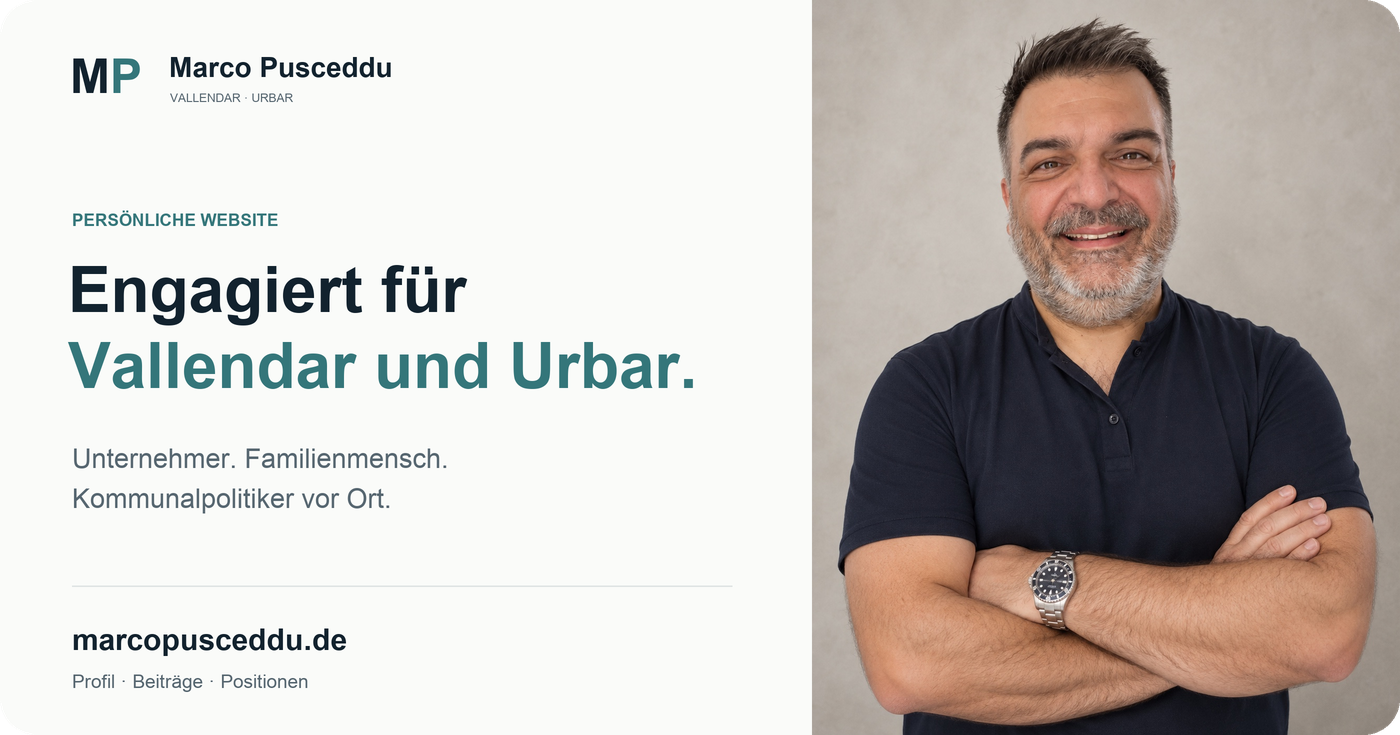 MP
Marco Pusceddu
VALLENDAR · URBAR
PERSÖNLICHE WEBSITE
Engagiert für
Vallendar und Urbar.
Unternehmer. Familienmensch.
Kommunalpolitiker vor Ort.
marcopusceddu.de
Profil · Beiträge · Positionen